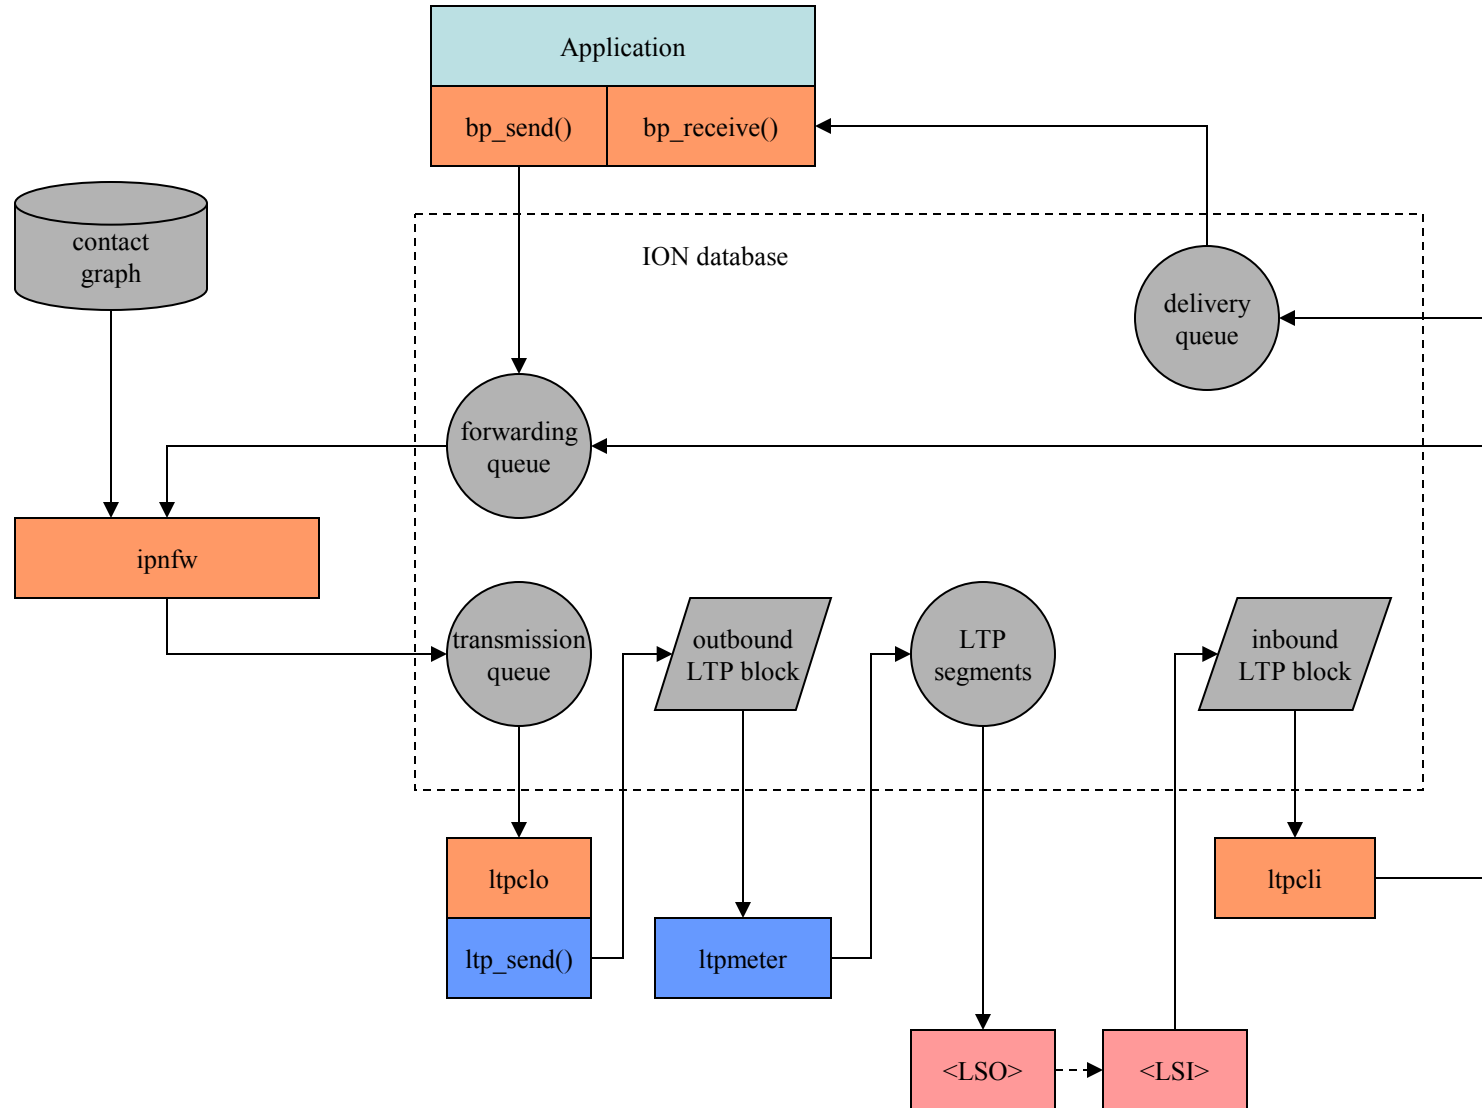 Application
bp_send()
bp_receive()
contact
graph
ION database
delivery
queue
forwarding
queue
ipnfw
transmission
queue
outbound
LTP block
LTP
segments
inbound
LTP block
ltpclo
ltp_send()
ltpmeter
ltpcli
<LSO>
<LSI>